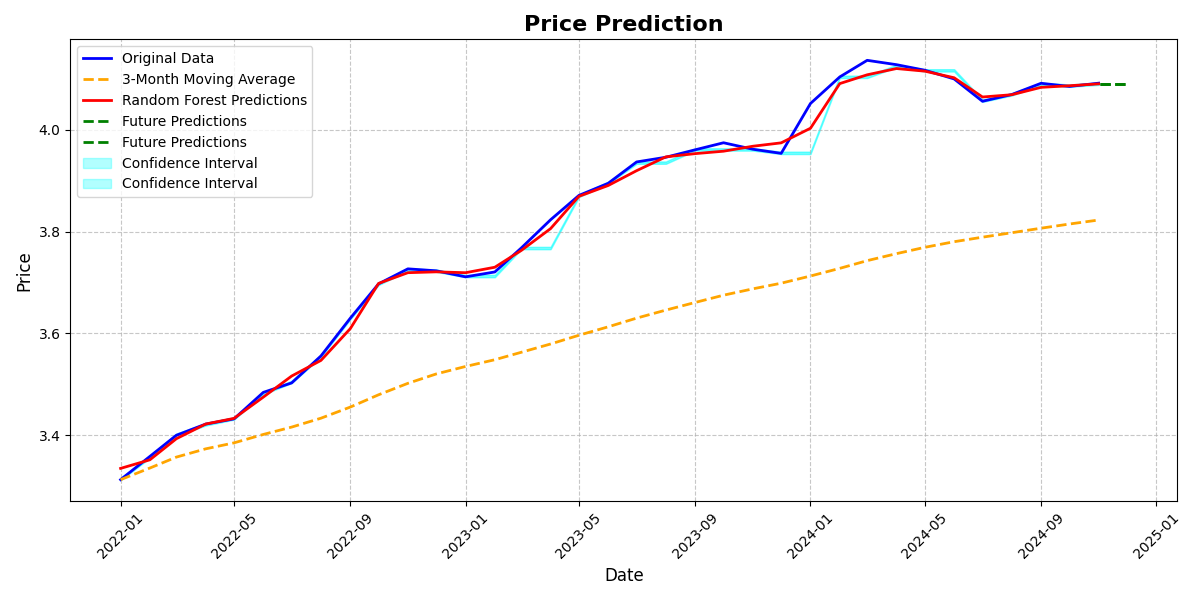 Price Prediction
Original Data
3-Month Moving Average
Random Forest Predictions
Future Predictions
Future Predictions
Confidence Interval
Confidence Interval
Price
4.0
3.8
3.6
3.4
2022-01
2022-05
2022-09
2023-01
2023-05
2023-09
2024-01
2024-05
2024-09
2025-01
Date